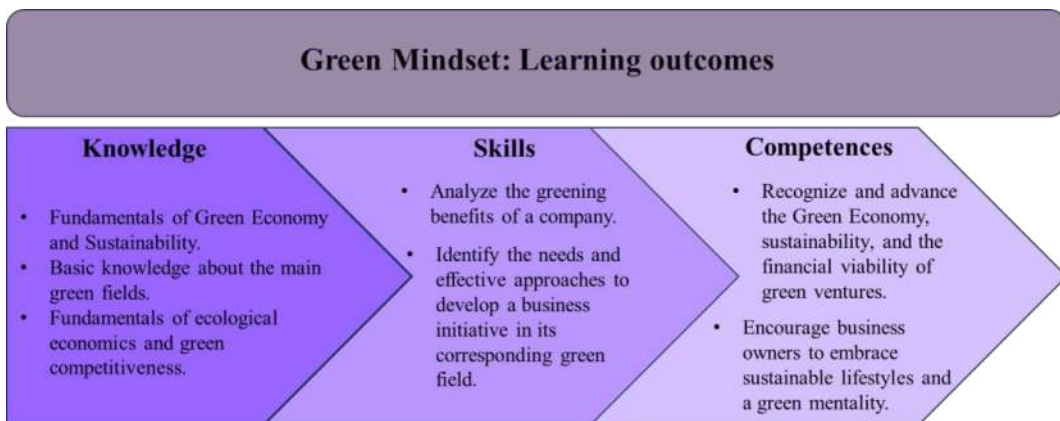 Green Mindset: Learning outcomes
Knowledge
• Fundamentals of Green Economy
and Sustainability.
• Basic knowledge about the main
green fields.
• Fundamentals of ecological
economics and green
competitiveness.
Skills
• Analyze the greening
benefits of a company.
• Identify the needs and
effective approaches to
develop a business
initiative in its
corresponding green
field.
Competences
• Recognize and advance
the Green Economy,
sustainability, and the
financial viability of
green ventures.
• Encourage business
owners to embrace
sustainable lifestyles and
a green mentality.